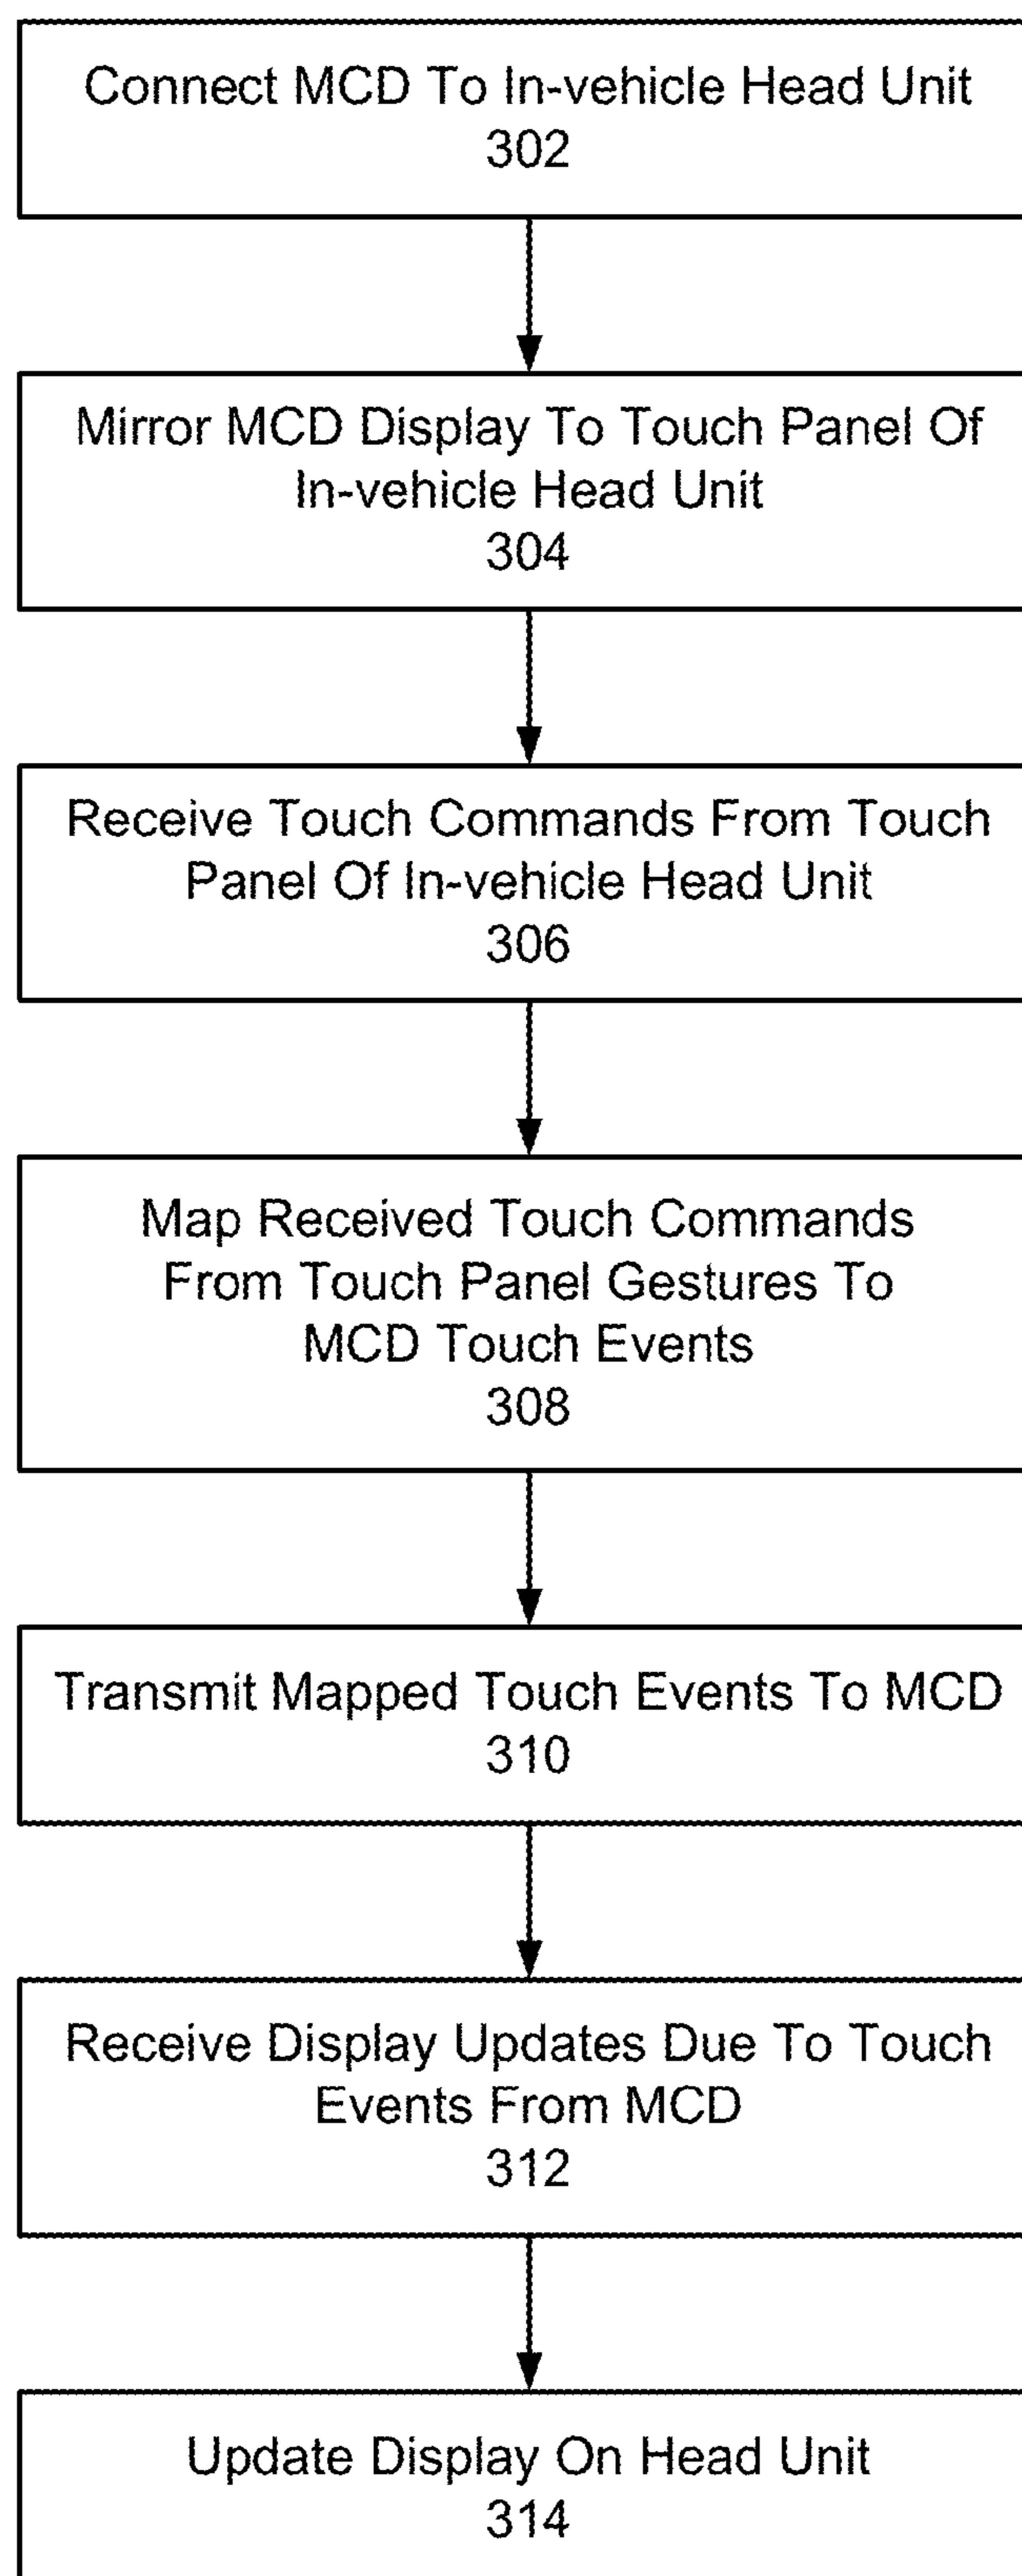 Connect MCD To In-vehicle Head Unit
302
Mirror MCD Display To Touch Panel Of
In-vehicle Head Unit
304
Receive Touch Commands From Touch
Panel Of In-vehicle Head Unit
306
Map Received Touch Commands
From Touch Panel Gestures To
MCD Touch Events
308
Transmit Mapped Touch Events To MCD
310
Receive Display Updates Due To Touch
Events From MCD
312
Update Display On Head Unit
314